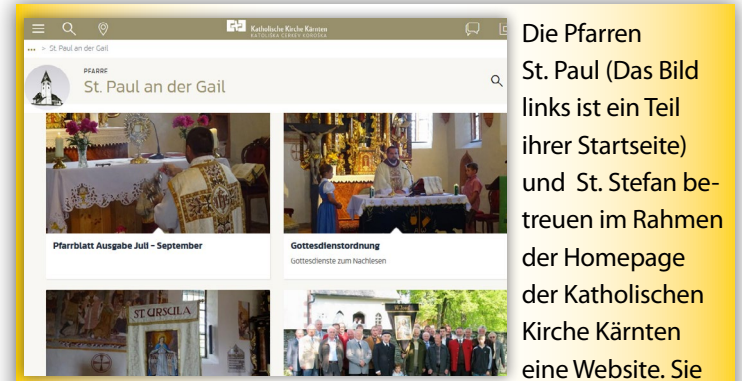 Katholische Kirche Kärnten
KATOLIŠKA CERKEV KOROŠKA
... > St. Paul an der Gail
PFARRE
St. Paul an der Gail
Pfarrblatt Ausgabe Juli - September
Gottesdienstordnung
Gottesdienste zum Nachlesen
ST. URSULA
Die Pfarren
St. Paul (Das Bild
links ist ein Teil
ihrer Startseite)
und St. Stefan be-
treuen im Rahmen
der Homepage
der Katholischen
Kirche Kärnten
eine Website. Sie